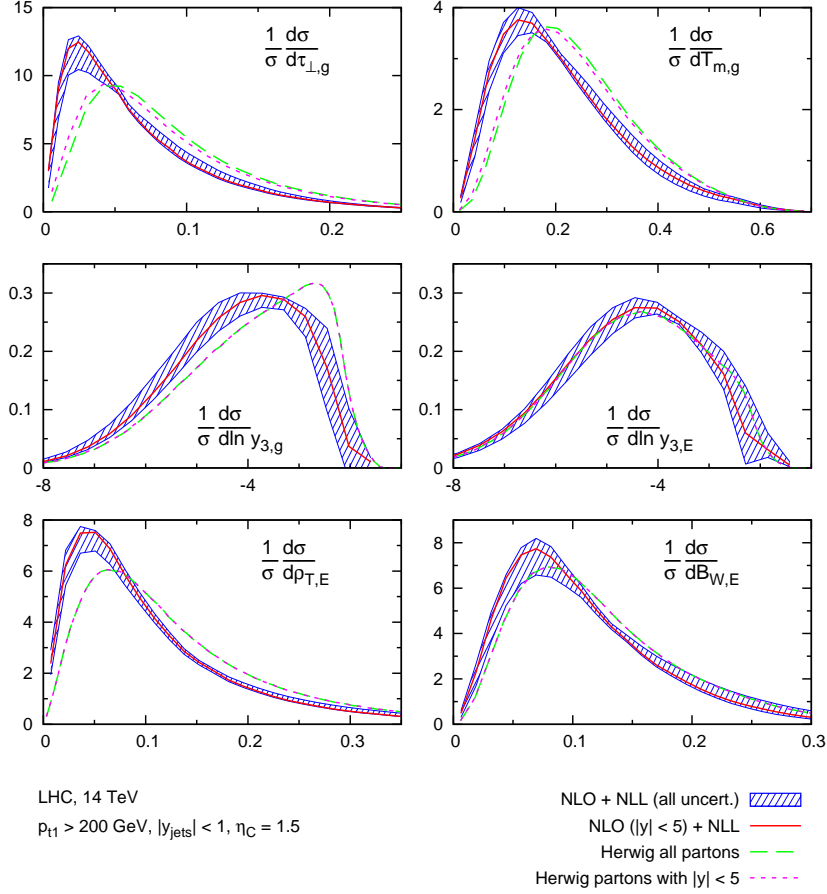 15
10
5
0
0
0.1
0.2
1 dσ
σ dτ⊥,g
4
2
0
0
0.2
0.4
0.6
1 dσ
σ dTm,g
0.3
0.2
0.1
0
-8
-4
1 dσ
σ dln y3,g
0.3
0.2
0.1
0
-8
-4
1 dσ
σ dln y3,E
8
6
4
2
0
0
0.1
0.2
0.3
1 dσ
σ dρT,E
8
6
4
2
0
0
0.1
0.2
0.3
1 dσ
σ dBW,E
LHC, 14 TeV
pt1 > 200 GeV, |yjets| < 1, ηC = 1.5
NLO + NLL (all uncert.)
NLO (|y| < 5) + NLL
Herwig all partons
Herwig partons with |y| < 5